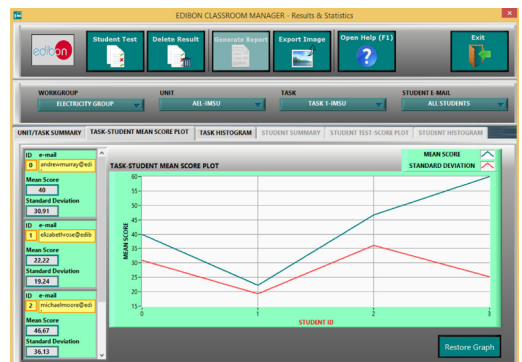 EDIBON CLASSROOM MANAGER - Results & Statistics
edibon
Student Test
Delete Result
Generate Report
Export Image
Open Help (F1)
Exit
WORKGROUP
UNIT
TASK
STUDENT E-MAIL
ELECTRICITY GROUP
AEL-IMSU
TASK 1-IMSU
ALL STUDENTS
UNIT/TASK SUMMARY
TASK-STUDENT MEAN SCORE PLOT
TASK HISTOGRAM
STUDENT SUMMARY
STUDENT TEST-SCORE PLOT
STUDENT HISTOGRAM
ID e-mail
0 andrewmurray@edi
Mean Score
40
Standard Deviation
30,91
ID e-mail
1 elizabethrose@edib
Mean Score
22,22
Standard Deviation
19,24
ID e-mail
2 michaelmoore@edi
Mean Score
46,67
Standard Deviation
36,13
TASK-STUDENT MEAN SCORE PLOT
MEAN SCORE
STANDARD DEVIATION
MEAN SCORE
60
55
50
45
40
35
30
25
20
15
0
1
2
3
STUDENT ID
Restore Graph